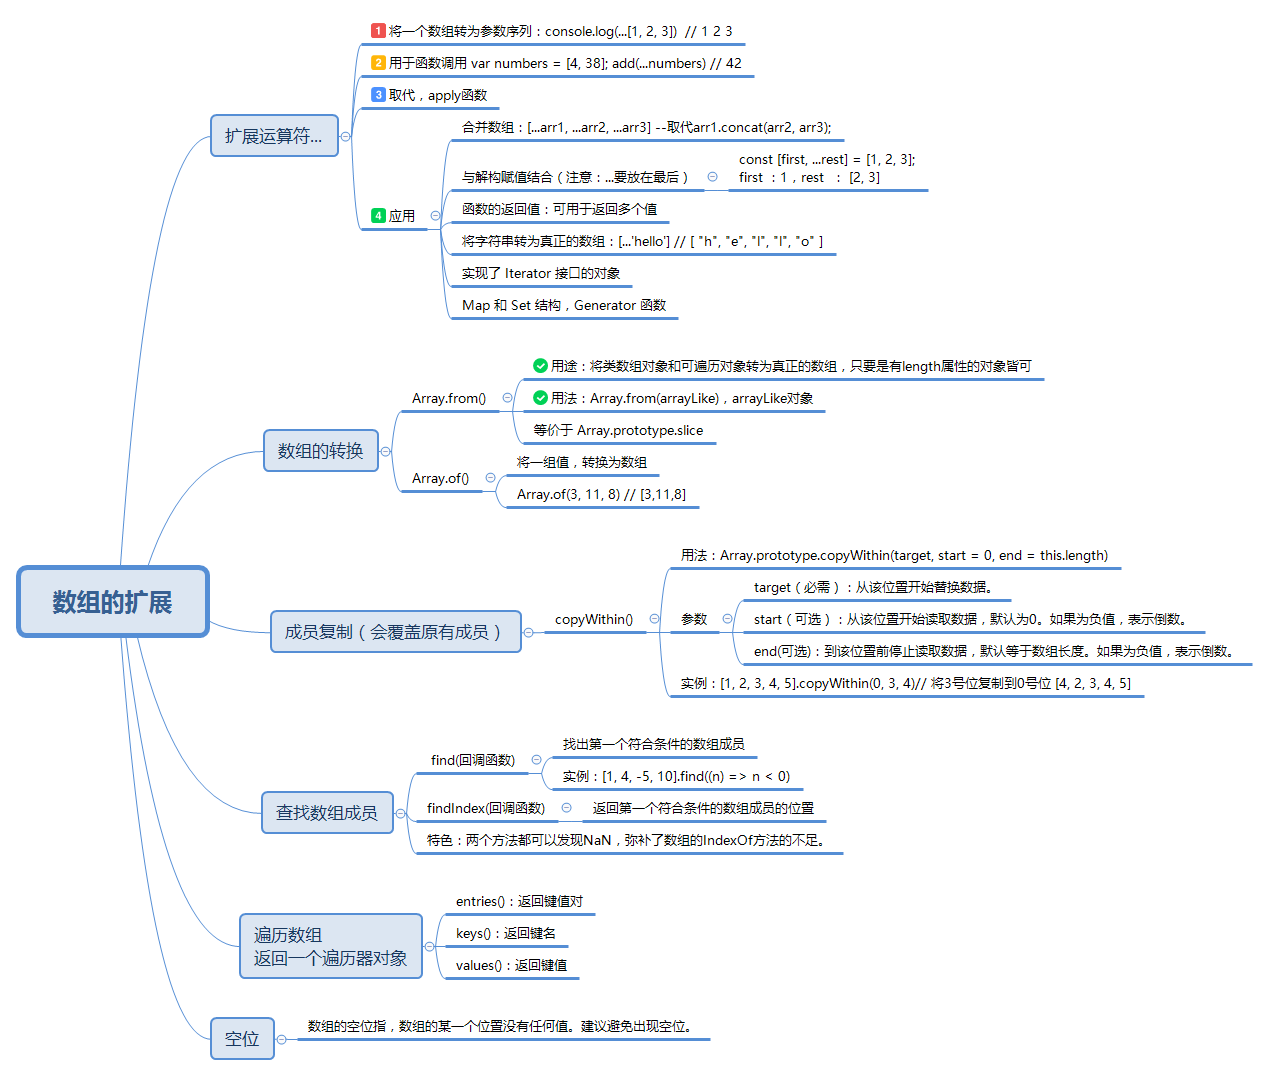 数组的扩展
扩展运算符...
1 将一个数组转为参数序列：console.log(...[1, 2, 3])  // 1 2 3
2 用于函数调用 var numbers = [4, 38]; add(...numbers) // 42
3 取代，apply函数
4 应用
合并数组：[...arr1, ...arr2, ...arr3] --取代arr1.concat(arr2, arr3);
与解构赋值结合（注意：...要放在最后）
const [first, ...rest] = [1, 2, 3];
first ：1，rest ： [2, 3]
函数的返回值：可用于返回多个值
将字符串转为真正的数组：[...'hello'] // [ "h", "e", "l", "l", "o" ]
实现了 Iterator 接口的对象
Map 和 Set 结构，Generator 函数
数组的转换
Array.from()
用途：将类数组对象和可遍历对象转为真正的数组，只要是有length属性的对象皆可
用法：Array.from(arrayLike)，arrayLike对象
等价于 Array.prototype.slice
Array.of()
将一组值，转换为数组
Array.of(3, 11, 8) // [3,11,8]
成员复制（会覆盖原有成员）
copyWithin()
用法：Array.prototype.copyWithin(target, start = 0, end = this.length)
参数
target（必需）：从该位置开始替换数据。
start（可选）：从该位置开始读取数据，默认为0。如果为负值，表示倒数。
end(可选)：到该位置前停止读取数据，默认等于数组长度。如果为负值，表示倒数。
实例：[1, 2, 3, 4, 5].copyWithin(0, 3, 4)// 将3号位复制到0号位 [4, 2, 3, 4, 5]
查找数组成员
find(回调函数)
找出第一个符合条件的数组成员
实例：[1, 4, -5, 10].find((n) => n < 0)
findIndex(回调函数)
返回第一个符合条件的数组成员的位置
特色：两个方法都可以发现NaN，弥补了数组的IndexOf方法的不足。
遍历数组
返回一个遍历器对象
entries()：返回键值对
keys()：返回键名
values()：返回键值
空位
数组的空位指，数组的某一个位置没有任何值。建议避免出现空位。